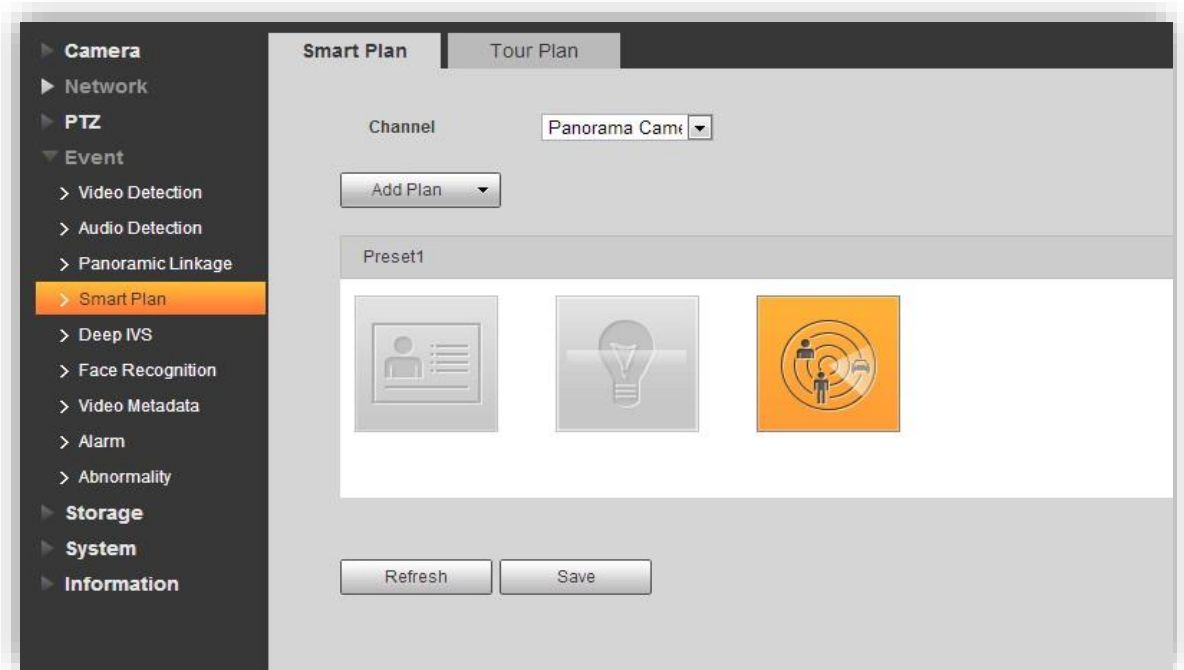 Camera
Network
PTZ
Event
Video Detection
Audio Detection
Panoramic Linkage
Smart Plan
Deep IVS
Face Recognition
Video Metadata
Alarm
Abnormality
Storage
System
Information
Smart Plan Tour Plan
Channel Panorama Came
Add Plan
Preset1
Refresh Save